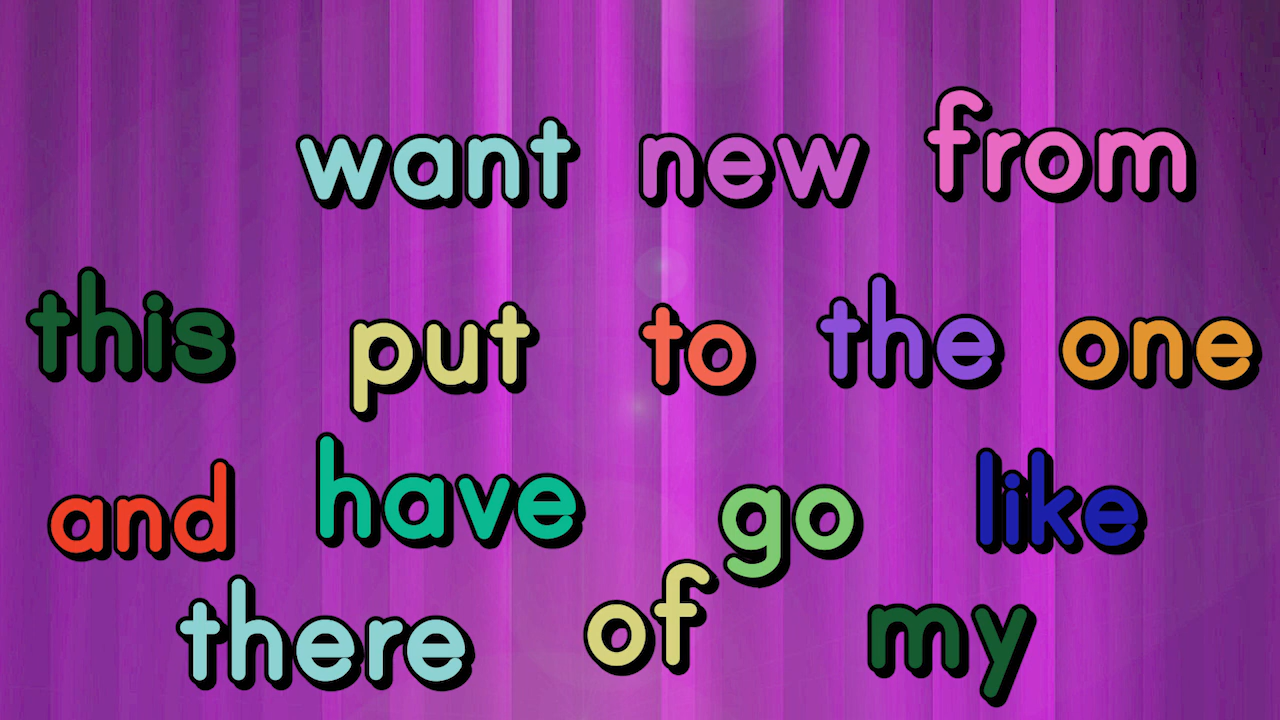 want new from
this put to the one
and have go like
there of my